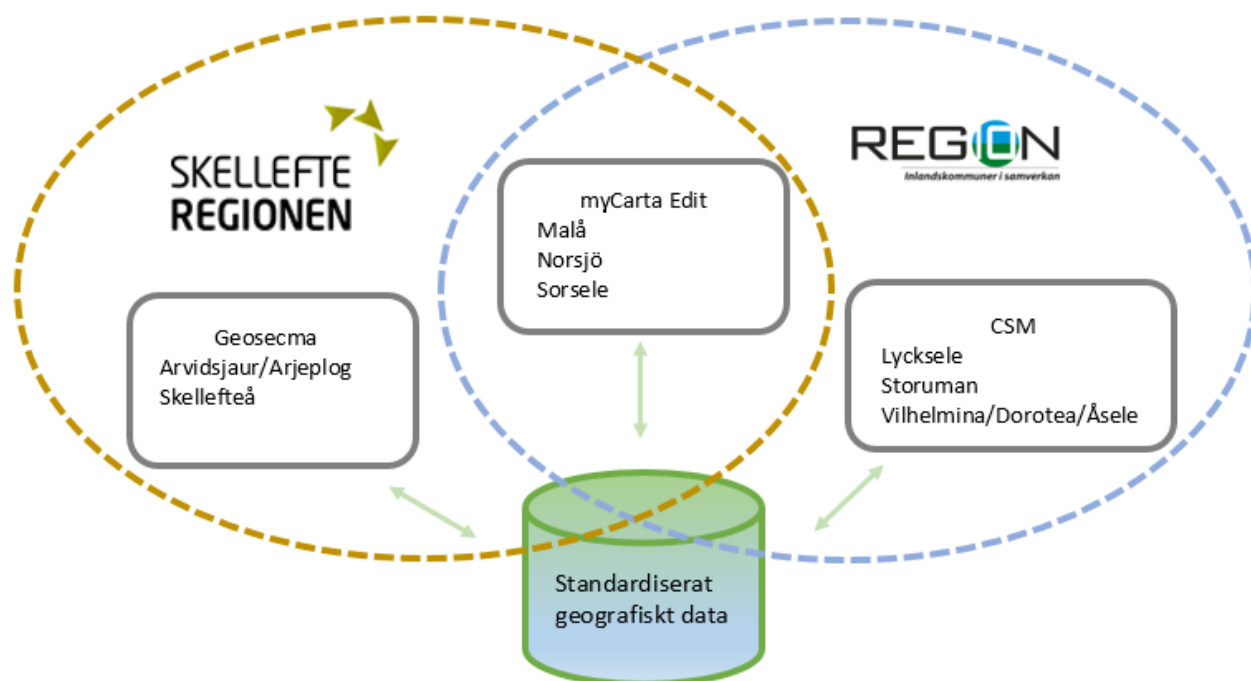 SKELLEFTE
REGIONEN
REGION
Inlandskommuner i samverkan
myCarta Edit
Malå
Norsjö
Sorsele
Geosecma
Arvidsjaur/Arjeplog
Skellefteå
CSM
Lycksele
Storuman
Vilhelmina/Dorotea/Åsele
Standardiserat
geografiskt data